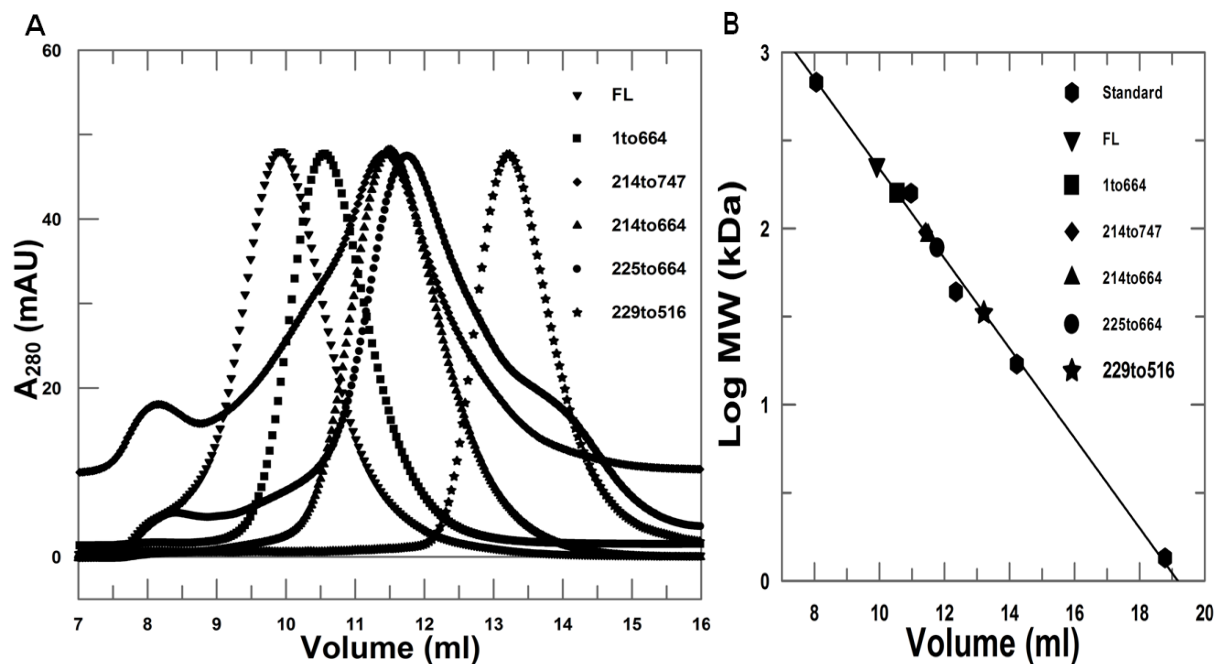 A
60
40
20
0
A280 (mAU)
7 8 9 10 11 12 13 14 15 16
Volume (ml)
FL
1to664
214to747
214to664
225to664
229to516
B
3
2
1
0
Log MW (kDa)
8 10 12 14 16 18 20
Volume (ml)
Standard
FL
1to664
214to747
214to664
225to664
229to516